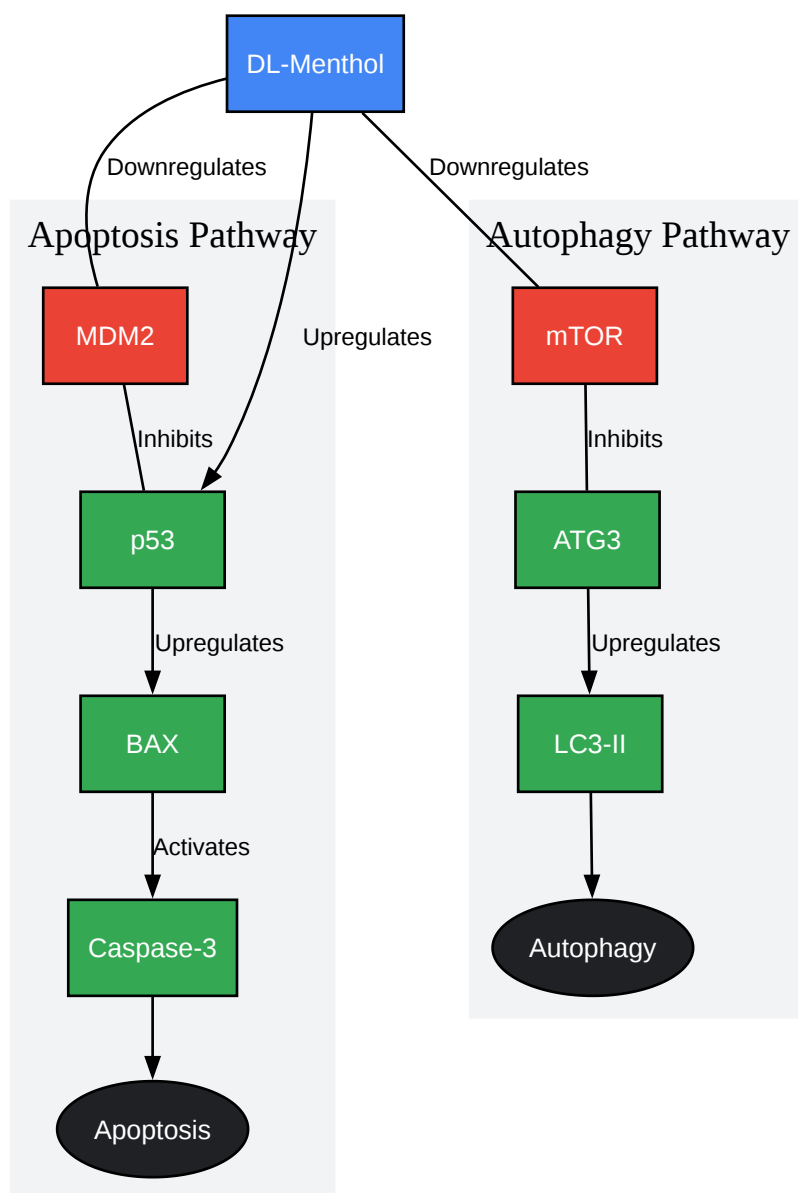 DL-Menthol
Downregulates
Downregulates
Apoptosis Pathway
Autophagy Pathway
MDM2
Upregulates
mTOR
Inhibits
Inhibits
p53
ATG3
Upregulates
Upregulates
BAX
LC3-II
Activates
Caspase-3
Autophagy
Apoptosis